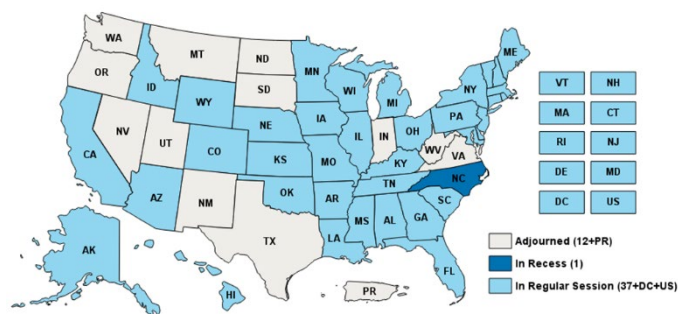 WA
MT
ND
MN
ME
OR
ID
SD
WI
NY
VT
NH
WY
MI
MA
CT
NV
NE
IA
PA
RI
NJ
UT
CO
IL
IN
OH
WV
VA
CA
KS
MO
KY
NC
DE
MD
TN
AZ
NM
OK
AR
SC
DC
US
MS
AL
GA
TX
LA
AK
FL
HI
PR
Adjourned (12+PR)
In Recess (1)
In Regular Session (37+DC+US)